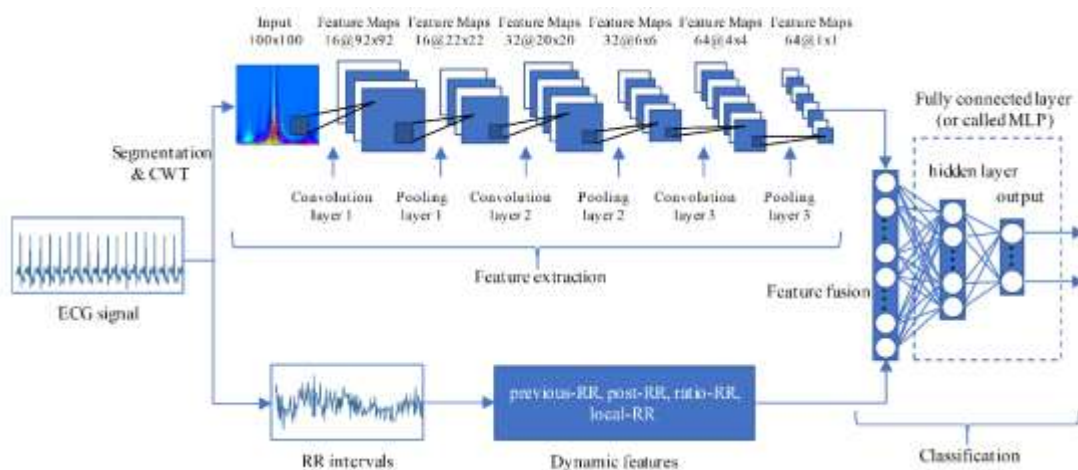 Input
100x100
Feature Maps
16@92x92
Feature Maps
16@22x22
Feature Maps
32@20x20
Feature Maps
32@6x6
Feature Maps
64@4x4
Feature Maps
64@1x1
Segmentation
& CWT
Convolution
layer 1
Pooling
layer 1
Convolution
layer 2
Pooling
layer 2
Convolution
layer 3
Pooling
layer 3
Feature extraction
Fully connected layer
(or called MLP)
hidden layer
output
ECG signal
Feature fusion
previous-RR, post-RR, ratio-RR,
local-RR
RR intervals
Dynamic features
Classification